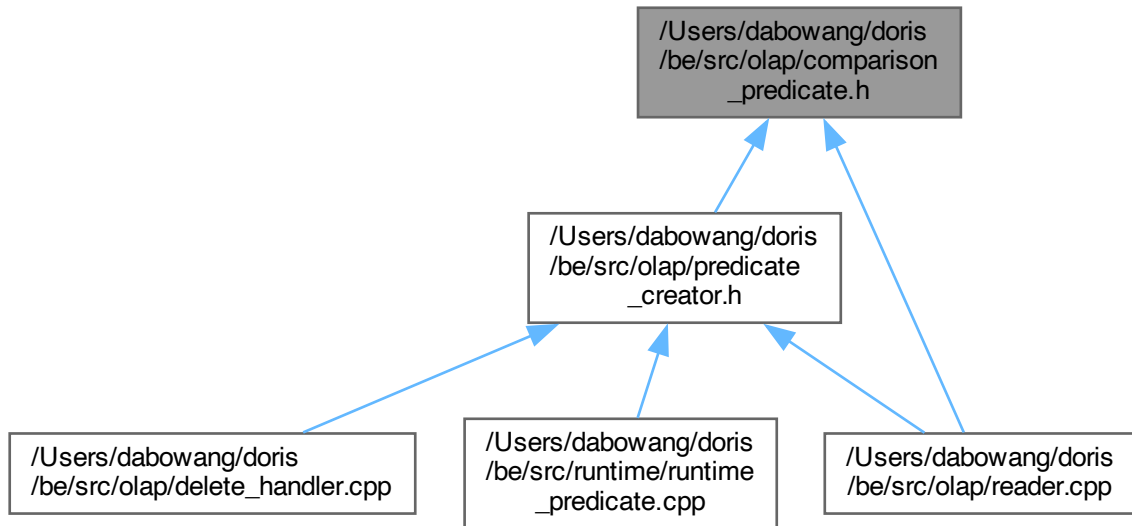 /Users/dabowang/doris
/be/src/olap/comparison
_predicate.h
/Users/dabowang/doris
/be/src/olap/predicate
_creator.h
/Users/dabowang/doris
/be/src/olap/delete_handler.cpp
/Users/dabowang/doris
/be/src/runtime/runtime
_predicate.cpp
/Users/dabowang/doris
/be/src/olap/reader.cpp